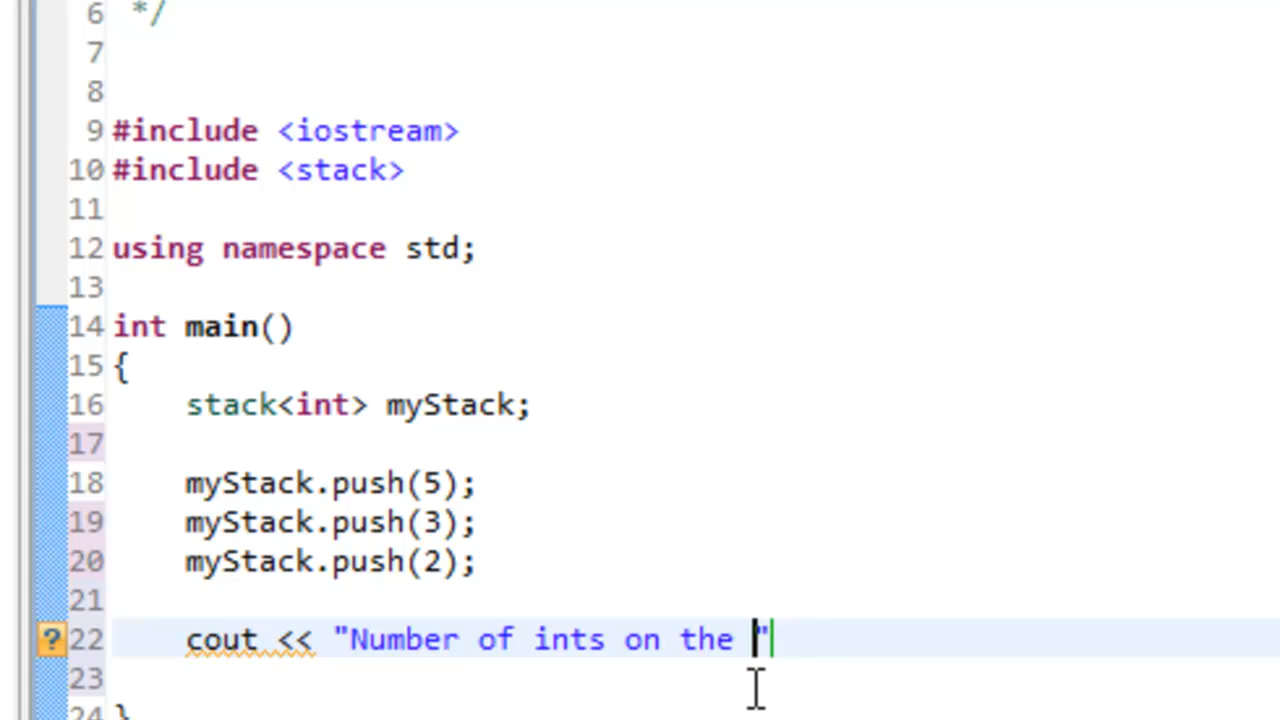 6 */
7
8
9 #include <iostream>
10 #include <stack>
11
12 using namespace std;
13
14 int main()
15 {
16 stack<int> myStack;
17
18 myStack.push(5);
19 myStack.push(3);
20 myStack.push(2);
21
? 22 cout << "Number of ints on the "
23
24 }